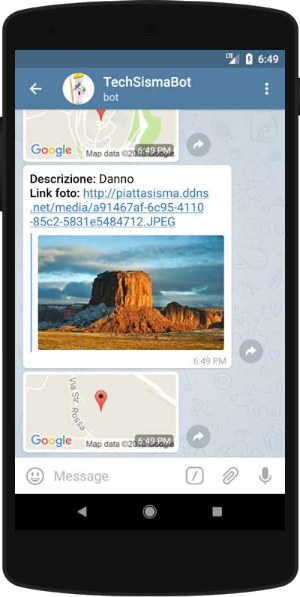 LTE 6:49
TechSismaBot
bot
Google
Map data ©20
6:49 PM
Descrizione: Danno
Link foto: http://piattasisma.ddns
.net/media/a91467af-6c95-4110
-85c2-5831e5484712.JPEG
6:49 PM
Via Str. Rossa
Google
Map data ©20
6:49 PM
Message